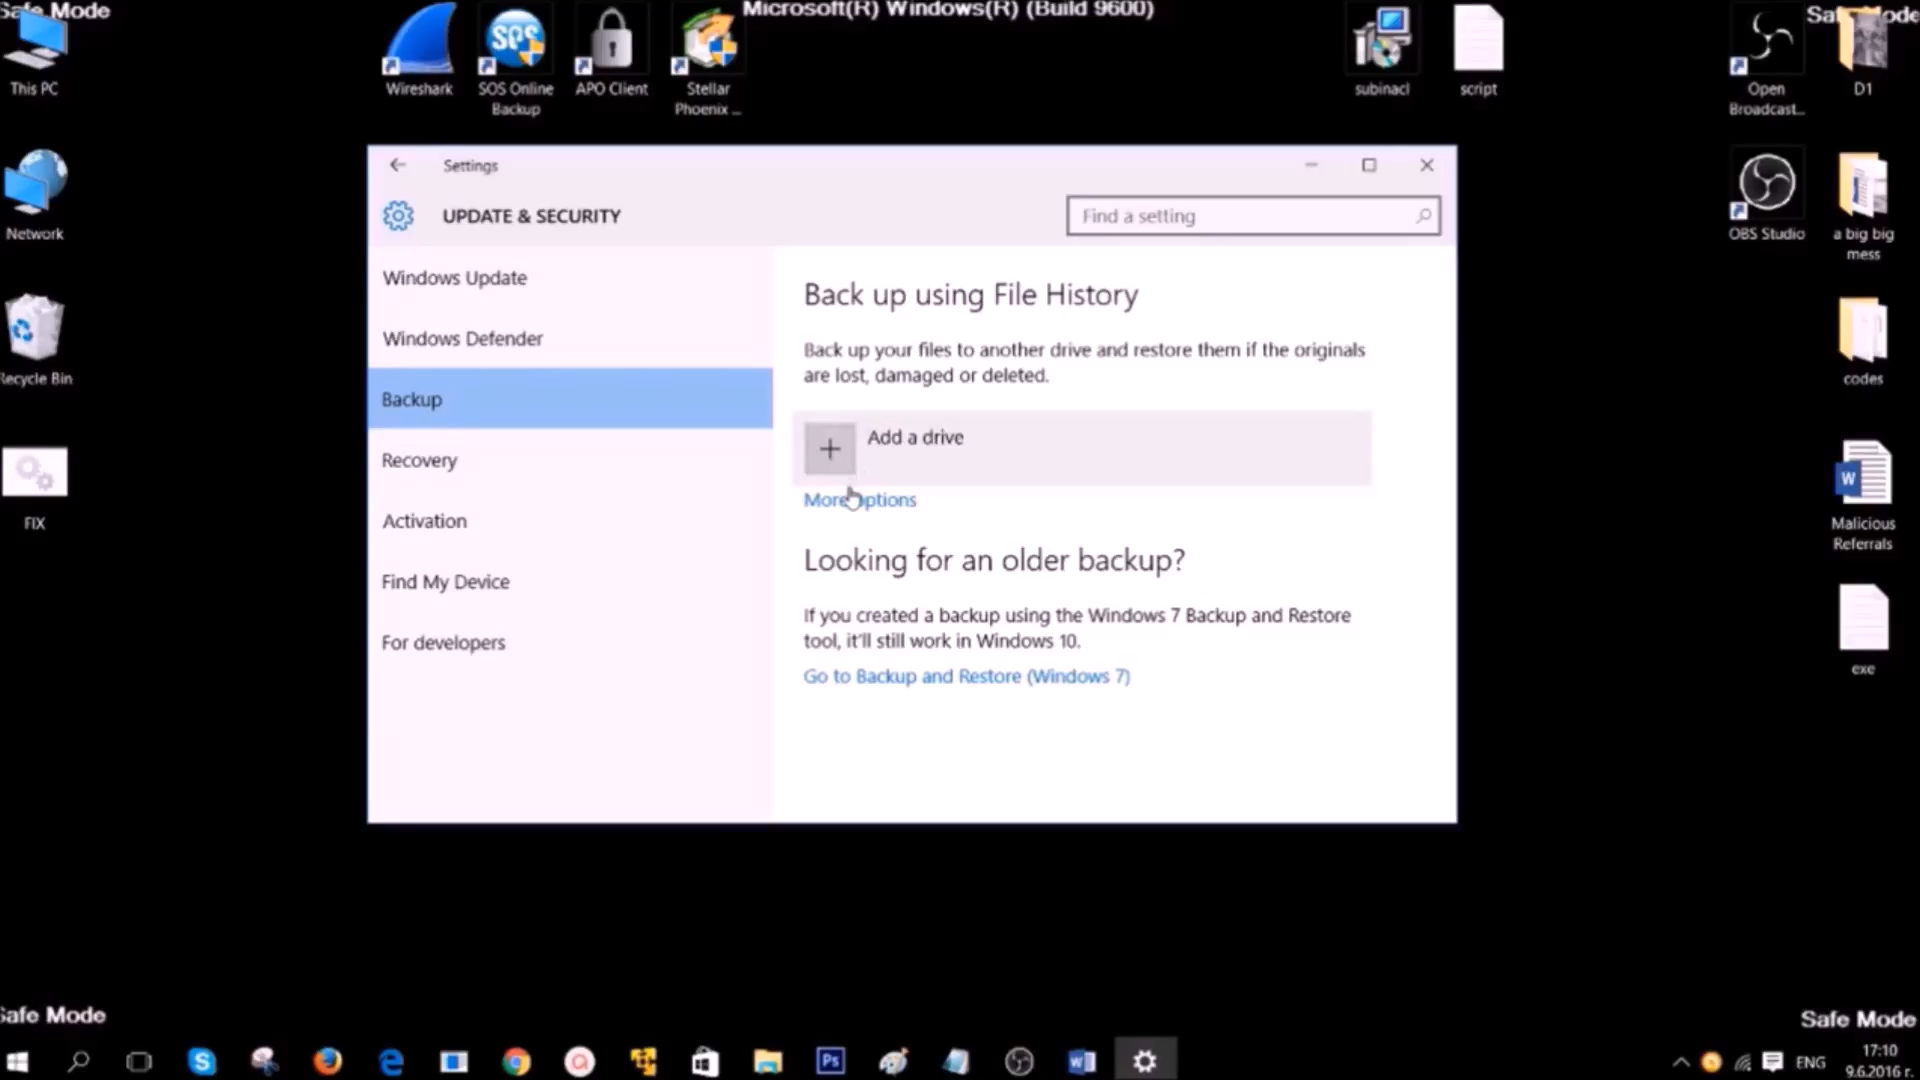 Safe Mode
Microsoft(R) Windows(R) (Build 9600)
This PC
Wireshark
SOS Online
Backup
APO Client
Stellar
Phoenix ...
subinacl
script
Open
Broadcast...
D1
Network
OBS Studio
a big big
mess
Recycle Bin
codes
FIX
W
Malicious
Referrals
exe
Settings
UPDATE & SECURITY
Find a setting
Windows Update
Windows Defender
Backup
Recovery
Activation
Find My Device
For developers
Back up using File History
Back up your files to another drive and restore them if the originals
are lost, damaged or deleted.
Add a drive
More options
Looking for an older backup?
If you created a backup using the Windows 7 Backup and Restore
tool, it'll still work in Windows 10.
Go to Backup and Restore (Windows 7)
Safe Mode
Safe Mode
Ps
ENG
17:10
9.6.2016 г.